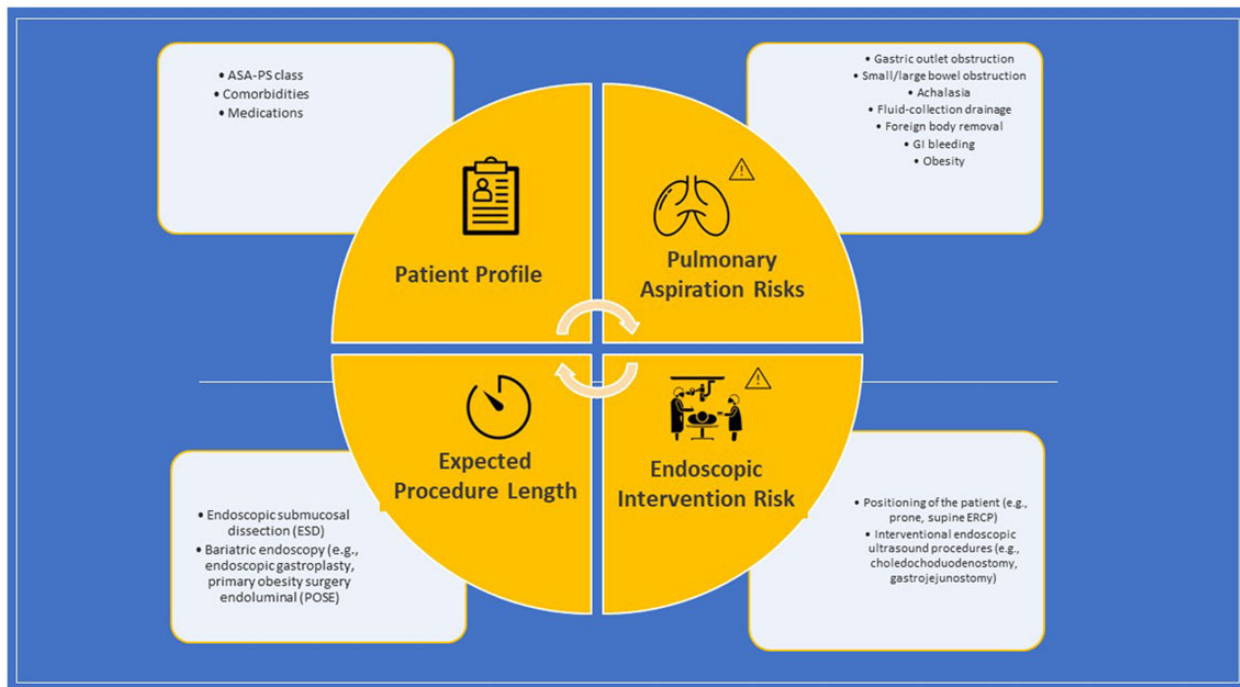 • ASA-PS class
• Comorbidities
• Medications
• Gastric outlet obstruction
• Small/large bowel obstruction
• Achalasia
• Fluid-collection drainage
• Foreign body removal
• GI bleeding
• Obesity
Patient Profile
Pulmonary
Aspiration Risks
Expected
Procedure Length
Endoscopic
Intervention Risk
• Endoscopic submucosal
dissection (ESD)
• Bariatric endoscopy (e.g.,
endoscopic gastroplasty,
primary obesity surgery
endoluminal (POSE)
• Positioning of the patient (e.g.,
prone, supine ERCP)
• Interventional endoscopic
ultrasound procedures (e.g.,
choledochoduodenostomy,
gastrojejunostomy)